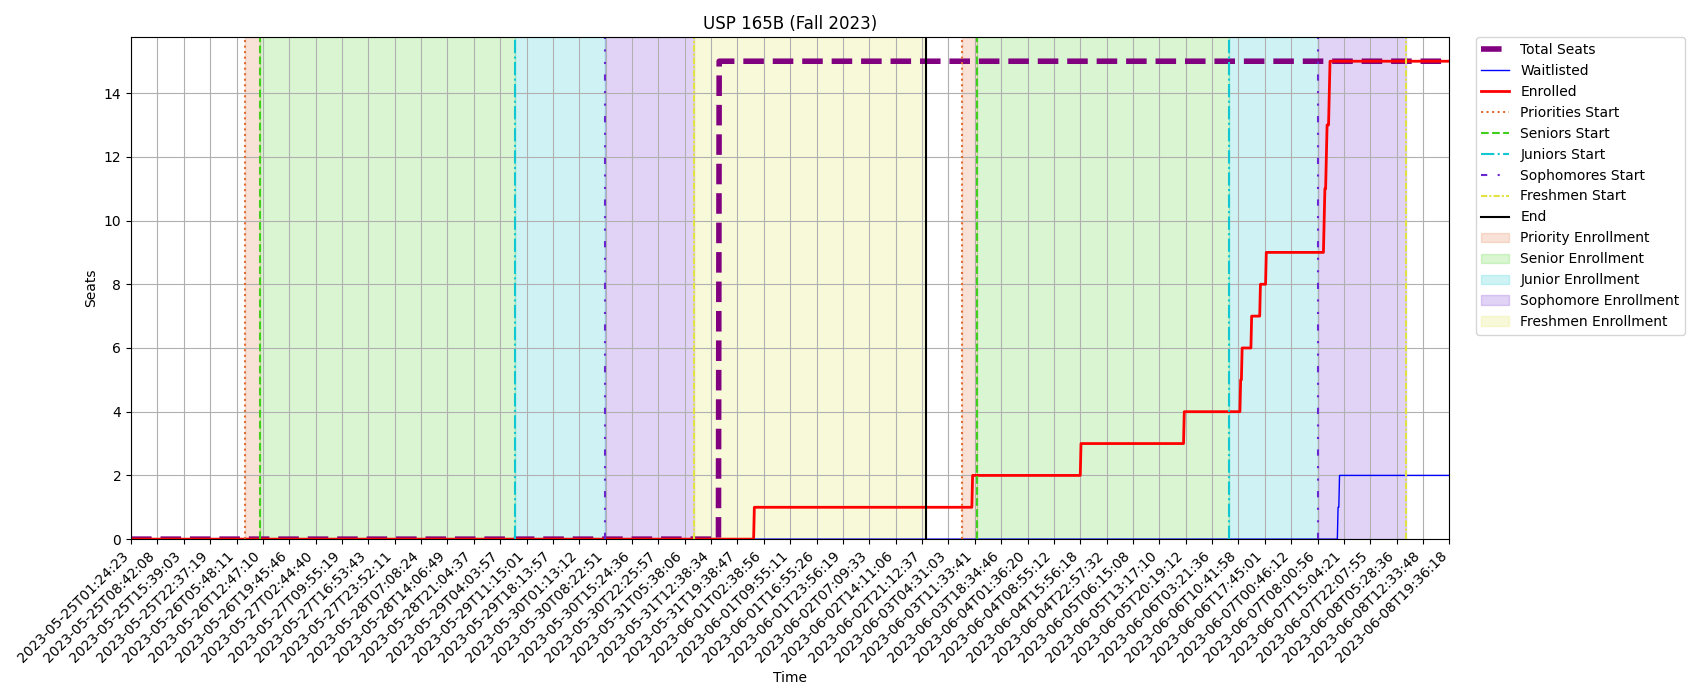 USP 165B (Fall 2023)
Seats
14
12
10
8
6
4
2
0
2023-05-25T01:24:23
2023-05-25T08:42:08
2023-05-25T15:39:03
2023-05-25T22:37:19
2023-05-26T05:48:11
2023-05-26T12:47:10
2023-05-26T19:45:46
2023-05-27T02:44:40
2023-05-27T09:55:19
2023-05-27T16:53:43
2023-05-27T23:52:11
2023-05-28T07:08:24
2023-05-28T14:06:49
2023-05-28T21:04:37
2023-05-29T04:03:57
2023-05-29T11:15:01
2023-05-29T18:13:57
2023-05-30T01:13:12
2023-05-30T08:22:51
2023-05-30T15:24:36
2023-05-30T22:25:57
2023-05-31T05:38:06
2023-05-31T12:38:34
2023-05-31T19:38:47
2023-06-01T02:38:56
2023-06-01T09:55:11
2023-06-01T16:55:26
2023-06-01T23:56:19
2023-06-02T07:09:33
2023-06-02T14:11:06
2023-06-02T21:12:37
2023-06-03T04:31:03
2023-06-03T11:33:41
2023-06-03T18:34:46
2023-06-04T01:36:20
2023-06-04T08:55:12
2023-06-04T15:56:18
2023-06-04T22:57:32
2023-06-05T06:15:08
2023-06-05T13:17:10
2023-06-05T20:19:12
2023-06-06T03:21:36
2023-06-06T10:41:58
2023-06-06T17:45:01
2023-06-07T00:46:12
2023-06-07T08:00:56
2023-06-07T15:04:21
2023-06-07T22:07:55
2023-06-08T05:28:36
2023-06-08T12:33:48
2023-06-08T19:36:18
Time
Total Seats
Waitlisted
Enrolled
Priorities Start
Seniors Start
Juniors Start
Sophomores Start
Freshmen Start
End
Priority Enrollment
Senior Enrollment
Junior Enrollment
Sophomore Enrollment
Freshmen Enrollment